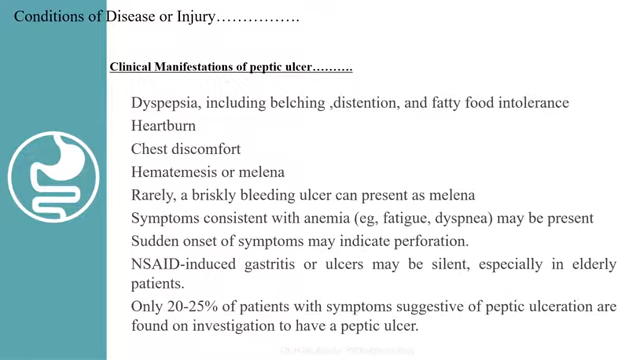 Conditions of Disease or Injury…………….
Clinical Manifestations of peptic ulcer……….
Dyspepsia, including belching ,distention, and fatty food intolerance
Heartburn
Chest discomfort
Hematemesis or melena
Rarely, a briskly bleeding ulcer can present as melena
Symptoms consistent with anemia (eg, fatigue, dyspnea) may be present
Sudden onset of symptoms may indicate perforation.
NSAID-induced gastritis or ulcers may be silent, especially in elderly
patients.
Only 20-25% of patients with symptoms suggestive of peptic ulceration are
found on investigation to have a peptic ulcer.